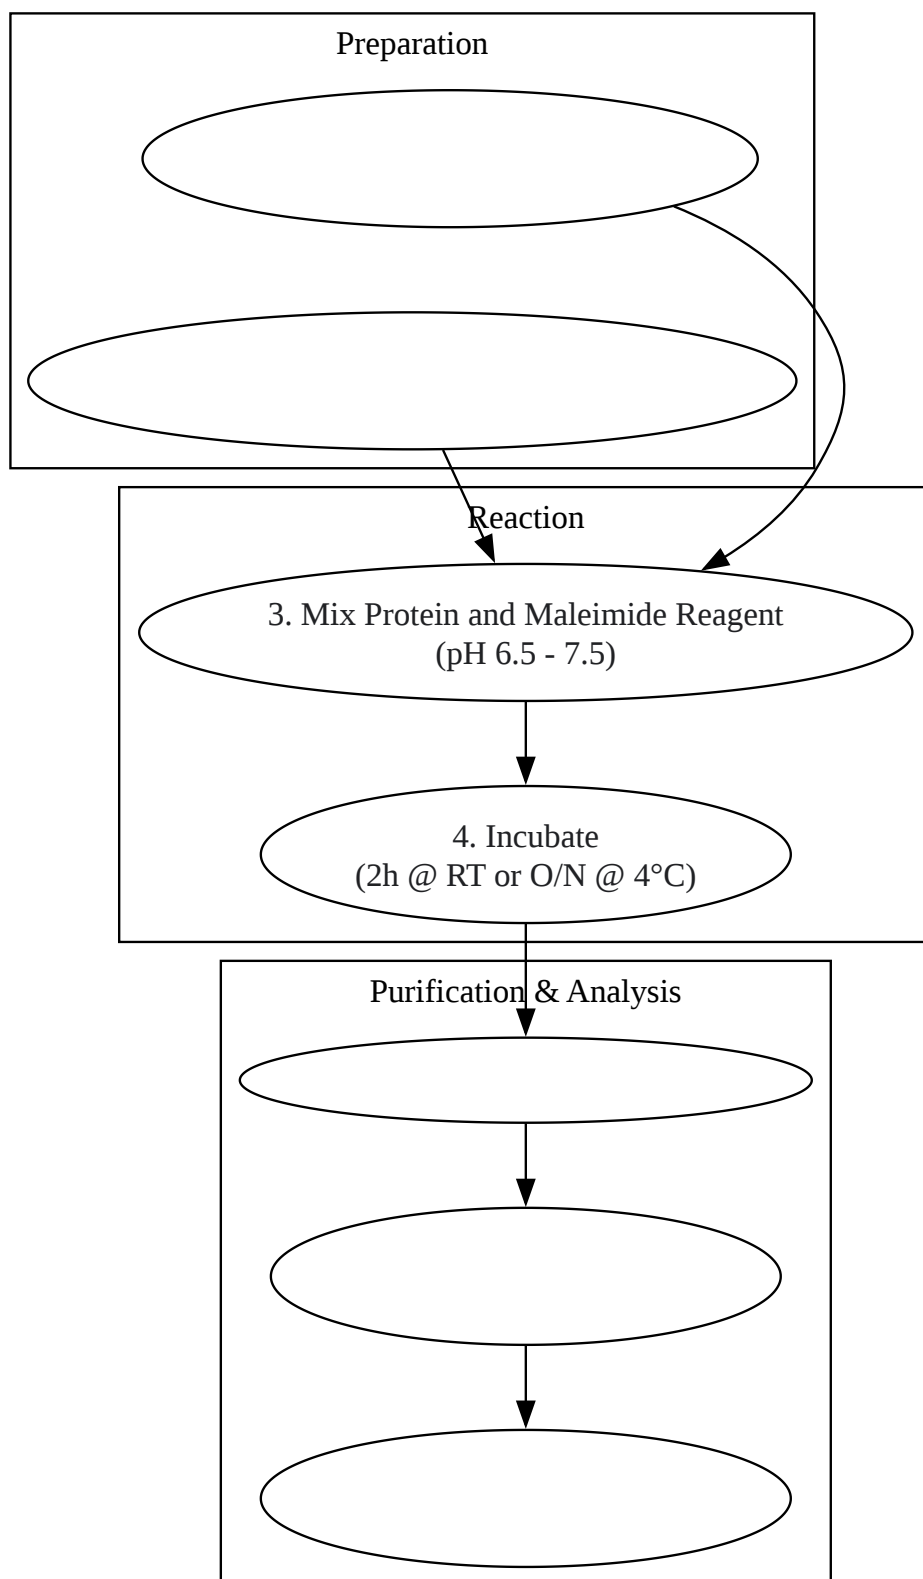 Preparation
Reaction
3. Mix Protein and Maleimide Reagent
(pH 6.5 - 7.5)
4. Incubate
(2h @ RT or O/N @ 4°C)
Purification & Analysis